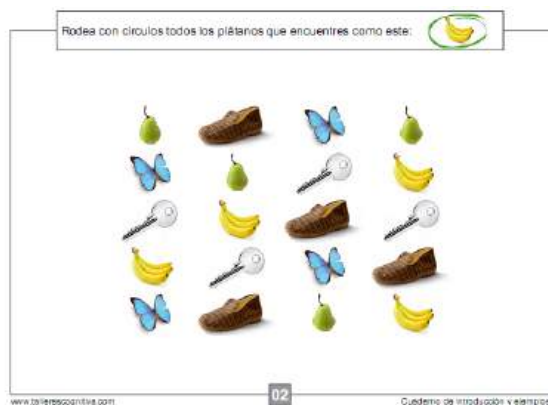 Rodea con círculos todos los plátanos que encuentres como este:
www.tallerescognitiva.com
02
Cuaderno de introducción y ejemplos